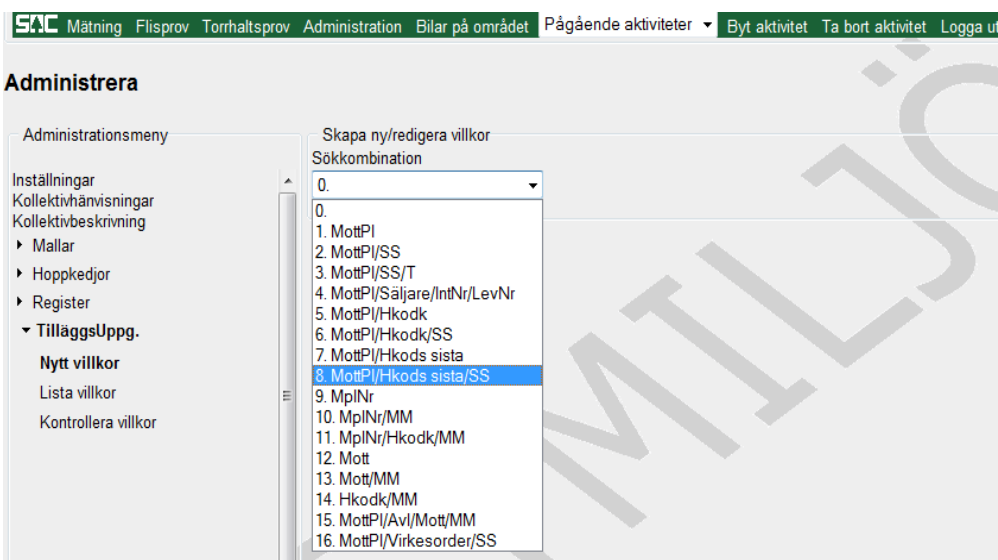 SDC Mätning Flisprov Torrhaltsprov Administration Bilar på området Pågående aktiviteter Byt aktivitet Ta bort aktivitet Logga ut
Administrera
Administrationsmeny
Inställningar
Kollektivhänvisningar
Kollektivbeskrivning
Mallar
Hoppkedjor
Register
TilläggsUppg.
Nytt villkor
Lista villkor
Kontrollera villkor
Skapa ny/redigera villkor
Sökkombination
0.
0.
1. MottPl
2. MottPl/SS
3. MottPl/SS/T
4. MottPl/Säljare/IntNr/LevNr
5. MottPl/Hkodk
6. MottPl/Hkodk/SS
7. MottPl/Hkods sista
8. MottPl/Hkods sista/SS
9. MplNr
10. MplNr/MM
11. MplNr/Hkodk/MM
12. Mott
13. Mott/MM
14. Hkodk/MM
15. MottPl/Avl/Mott/MM
16. MottPl/Virkesorder/SS
MILJÖ